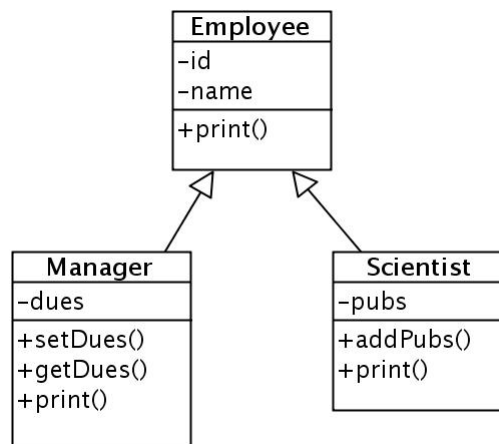 Employee
-id
-name
+print()
Manager
-dues
+setDues()
+getDues()
+print()
Scientist
-pubs
+addPubs()
+print()